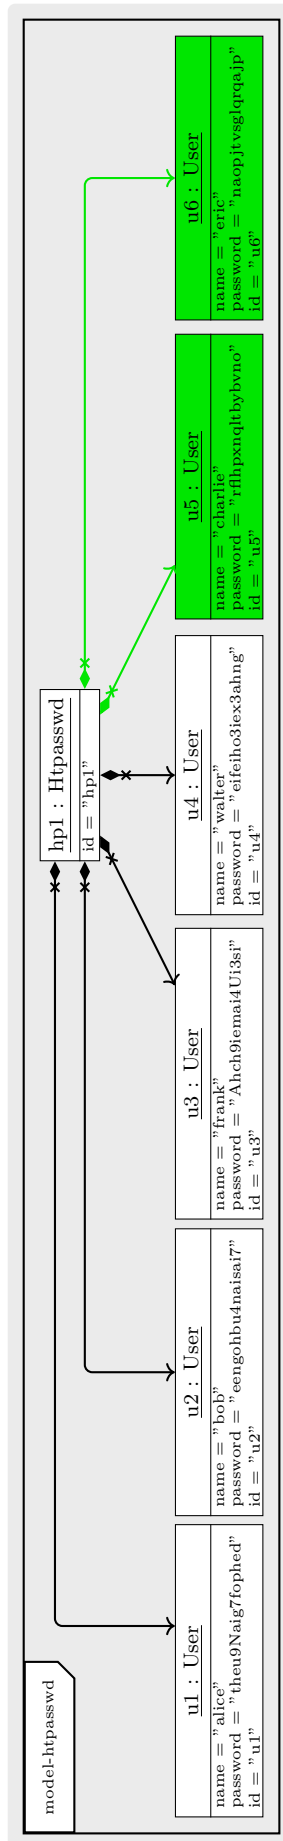 model-htpasswd
hp1 : Htpasswd
id = "hp1"
u1 : User
name = "alice"
password = "theu9Naig7fophed"
id = "u1"
u2 : User
name = "bob"
password = "eengohbu4naisai7"
id = "u2"
u3 : User
name = "frank"
password = "Ahch9iemai4Ui3si"
id = "u3"
u4 : User
name = "walter"
password = "eifeiho3iex3ahng"
id = "u4"
u5 : User
name = "charlie"
password = "rflhpxnqltbybvno"
id = "u5"
u6 : User
name = "eric"
password = "naopjtvsglqrqajp"
id = "u6"